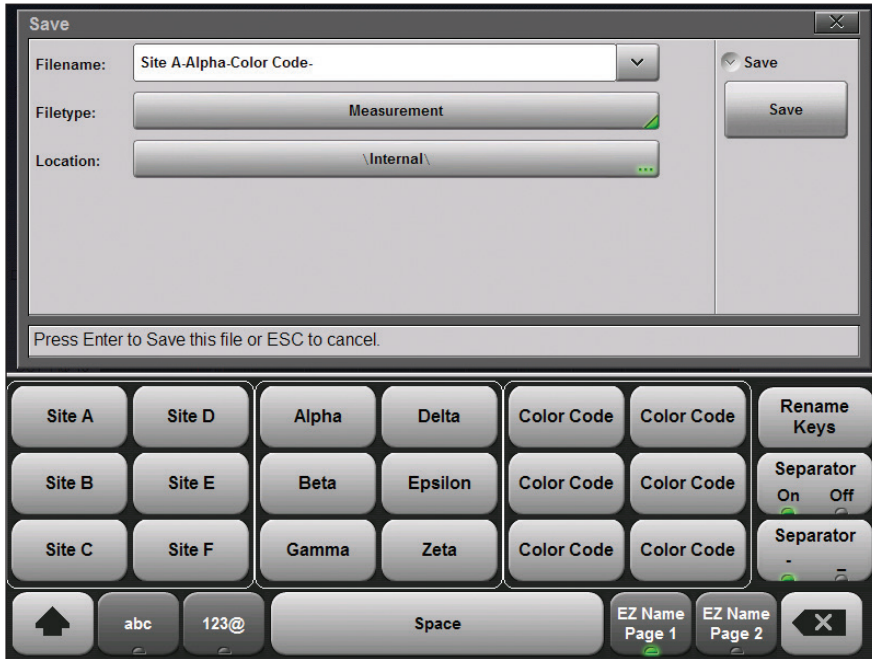 Save
Filename: Site A-Alpha-Color Code-
Save
Filetype: Measurement
Save
Location: \Internal\
Press Enter to Save this file or ESC to cancel.
Site A Site D Alpha Delta Color Code Color Code Rename Keys
Site B Site E Beta Epsilon Color Code Color Code Separator On Off
Site C Site F Gamma Zeta Color Code Color Code Separator - _
abc 123@ Space EZ Name Page 1 EZ Name Page 2